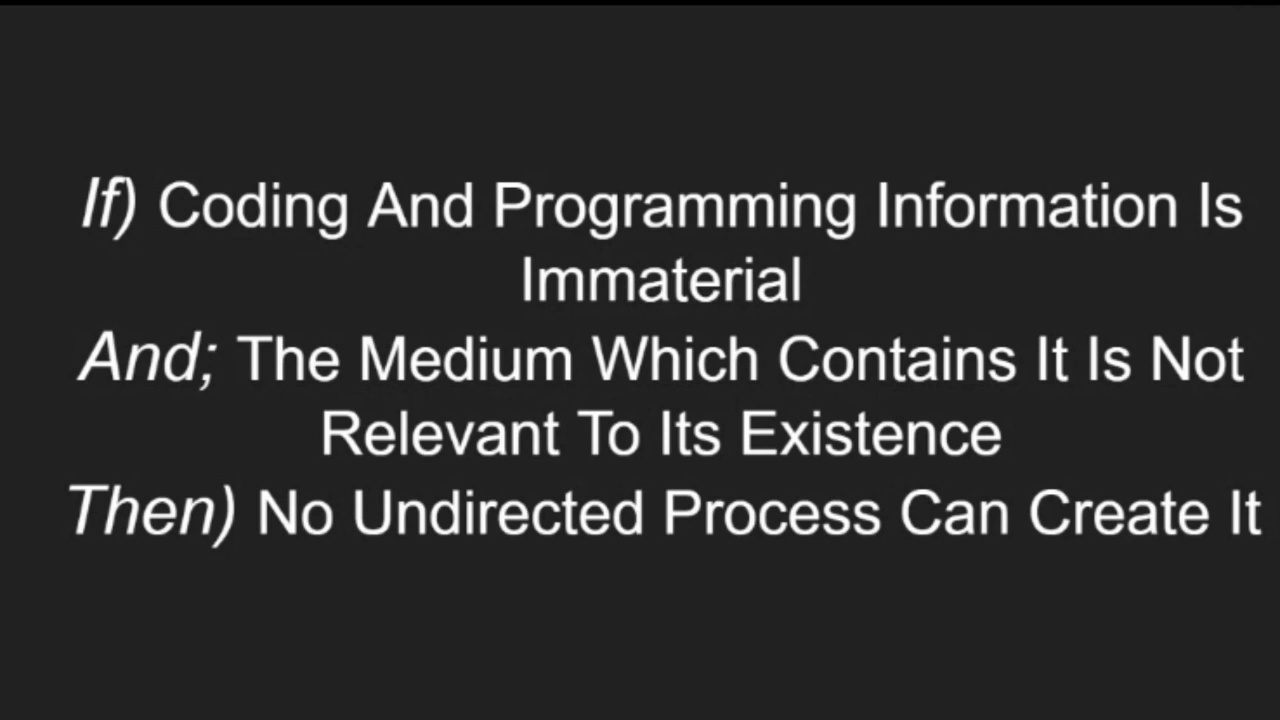 If) Coding And Programming Information Is
Immaterial
And; The Medium Which Contains It Is Not
Relevant To Its Existence
Then) No Undirected Process Can Create It